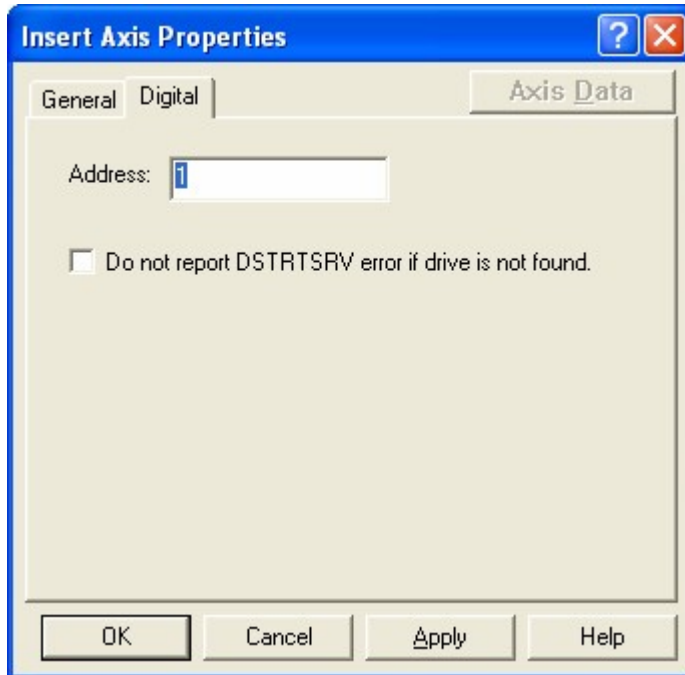 Insert Axis Properties
General Digital Axis Data
Address: 1
Do not report DSTRTSRV error if drive is not found.
OK Cancel Apply Help